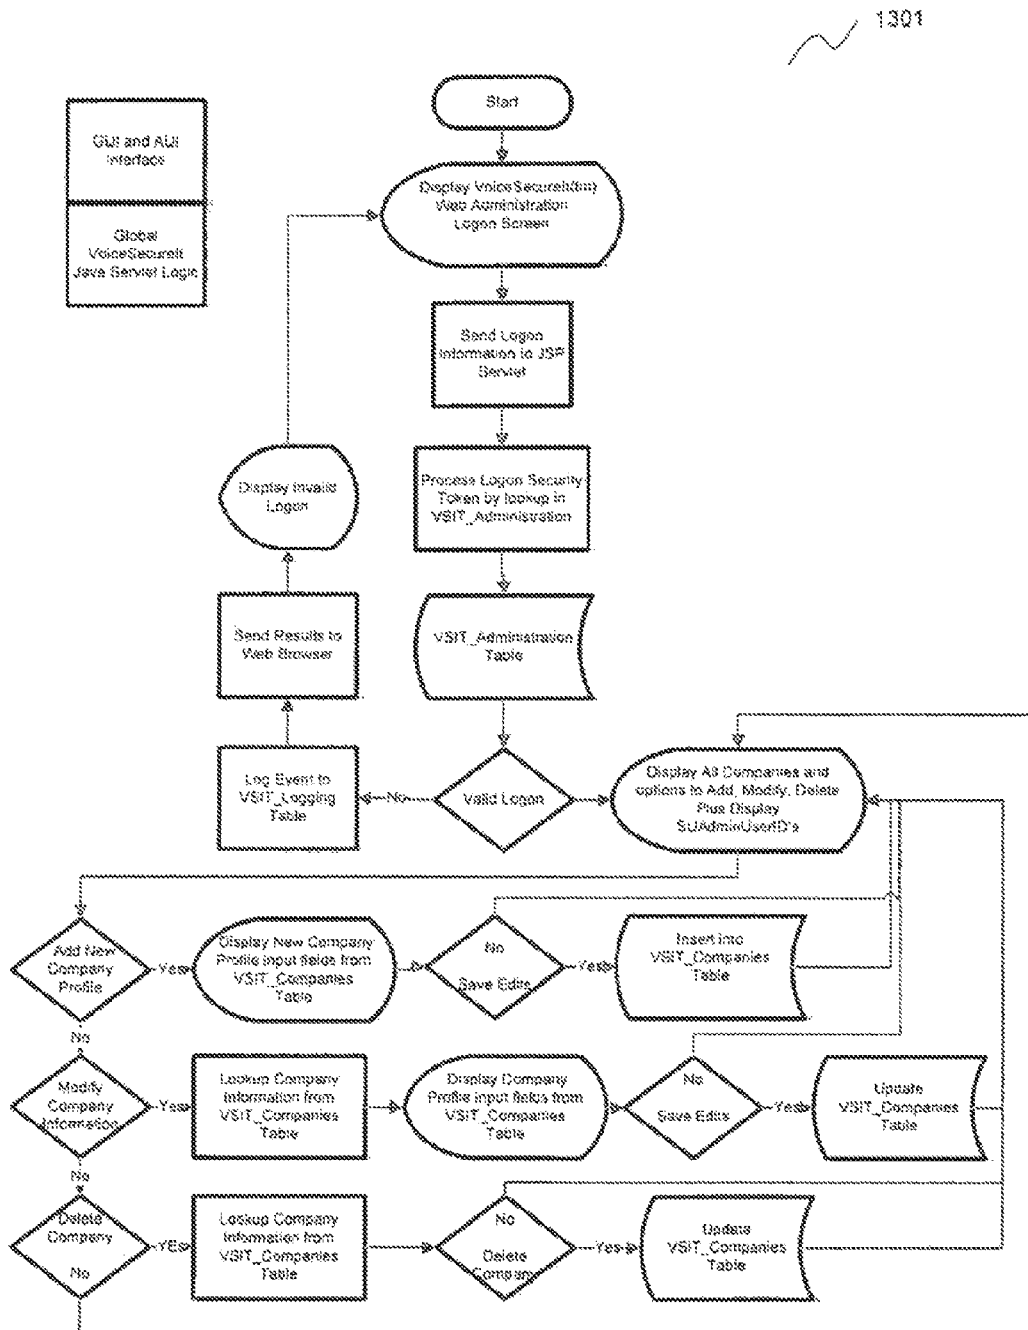 1301
Start
GUI and AUI
Interface
Global
VoiceSecureIt
Java Servlet Logic
Display VoiceSecureIt(tm)
Web Administration
Logon Screen
Send Logon
Information to JSP
Servlet
Display Invalid
Logon
Process Logon Security
Token by lookup in
VSIT_Administration
Send Results to
Web Browser
VSIT_Administration
Table
Log Event to
VSIT_Logging
Table
No
Valid Logon
Display All Companies and
options to Add, Modify, Delete
Plus Display
SUAdminUserID's
Add New
Company
Profile
Yes
Display New Company
Profile input fields from
VSIT_Companies
Table
No
Save Edits
Yes
Insert into
VSIT_Companies
Table
No
Modify
Company
Information
Yes
Lookup Company
Information from
VSIT_Companies
Table
Display Company
Profile input fields from
VSIT_Companies
Table
No
Save Edits
Yes
Update
VSIT_Companies
Table
No
Delete
Company
No
YEs
Lookup Company
Information from
VSIT_Companies
Table
No
Delete
Company
Yes
Update
VSIT_Companies
Table